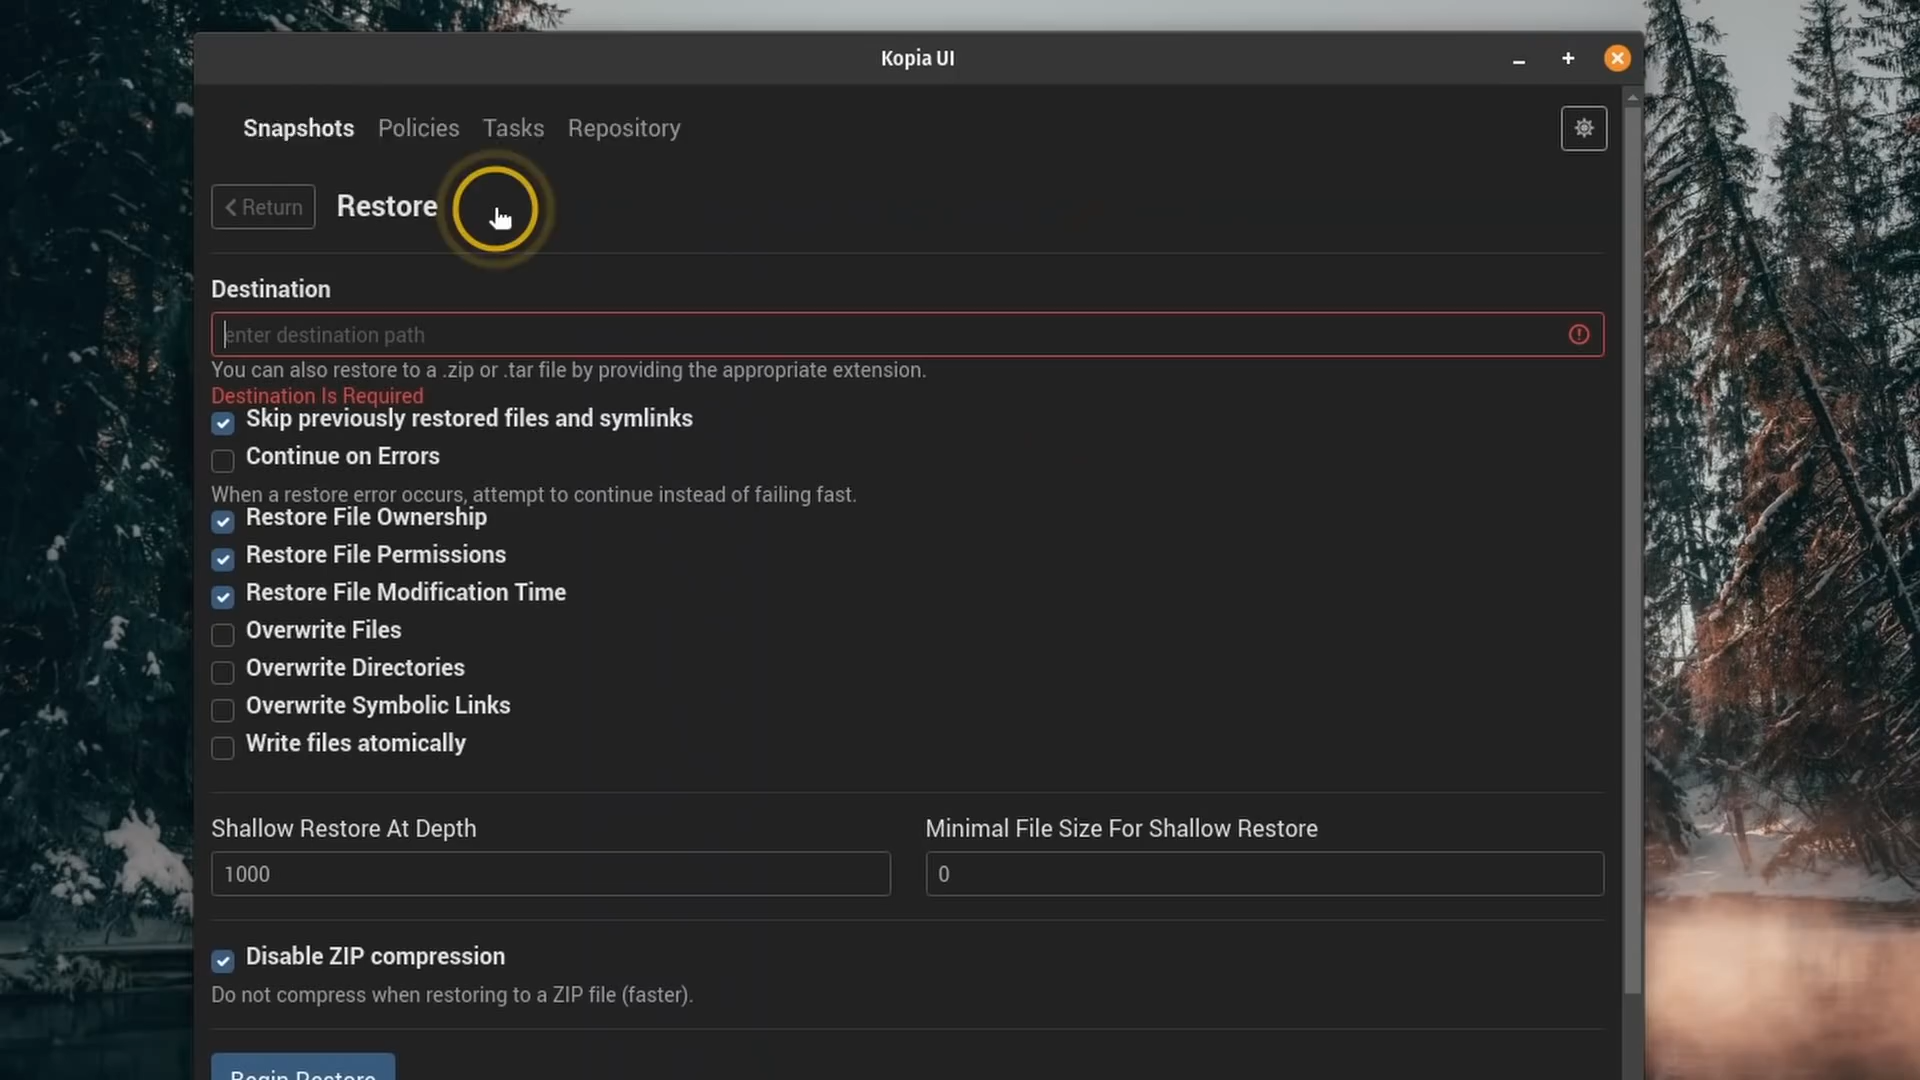 Kopia UI
Snapshots Policies Tasks Repository
Return Restore
Destination
enter destination path
You can also restore to a .zip or .tar file by providing the appropriate extension.
Destination Is Required
Skip previously restored files and symlinks
Continue on Errors
When a restore error occurs, attempt to continue instead of failing fast.
Restore File Ownership
Restore File Permissions
Restore File Modification Time
Overwrite Files
Overwrite Directories
Overwrite Symbolic Links
Write files atomically
Shallow Restore At Depth Minimal File Size For Shallow Restore
1000 0
Disable ZIP compression
Do not compress when restoring to a ZIP file (faster).
Begin Restore